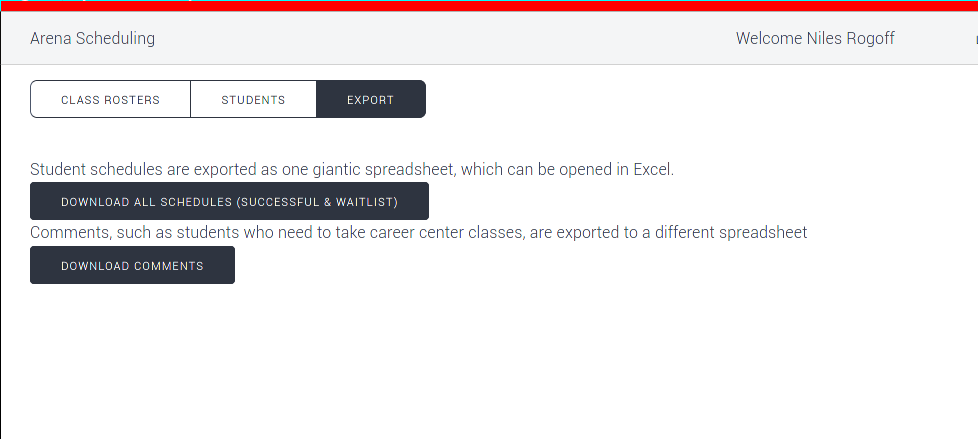 Arena Scheduling
Welcome Niles Rogoff
CLASS ROSTERS
STUDENTS
EXPORT
Student schedules are exported as one giantic spreadsheet, which can be opened in Excel.
DOWNLOAD ALL SCHEDULES (SUCCESSFUL & WAITLIST)
Comments, such as students who need to take career center classes, are exported to a different spreadsheet
DOWNLOAD COMMENTS